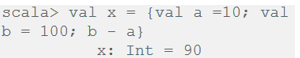 scala> val x = {val a =10; val
b = 100; b - a}
x: Int = 90